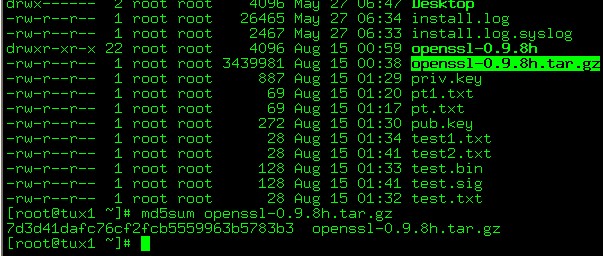 drwx------ 2 root root 4096 May 27 06:47 Desktop
-rw-r--r-- 1 root root 26465 May 27 06:34 install.log
-rw-r--r-- 1 root root 2467 May 27 06:33 install.log.syslog
drwxr-xr-x 22 root root 4096 Aug 15 00:59 openssl-0.9.8h
-rw-r--r-- 1 root root 3439981 Aug 15 00:38 openssl-0.9.8h.tar.gz
-rw-r--r-- 1 root root 887 Aug 15 01:29 priv.key
-rw-r--r-- 1 root root 69 Aug 15 01:20 pt1.txt
-rw-r--r-- 1 root root 69 Aug 15 01:17 pt.txt
-rw-r--r-- 1 root root 272 Aug 15 01:30 pub.key
-rw-r--r-- 1 root root 28 Aug 15 01:34 test1.txt
-rw-r--r-- 1 root root 28 Aug 15 01:41 test2.txt
-rw-r--r-- 1 root root 128 Aug 15 01:33 test.bin
-rw-r--r-- 1 root root 128 Aug 15 01:41 test.sig
-rw-r--r-- 1 root root 28 Aug 15 01:32 test.txt
[root@tux1 ~]# md5sum openssl-0.9.8h.tar.gz
7d3d41dafc76cf2fcb5559963b5783b3 openssl-0.9.8h.tar.gz
[root@tux1 ~]#